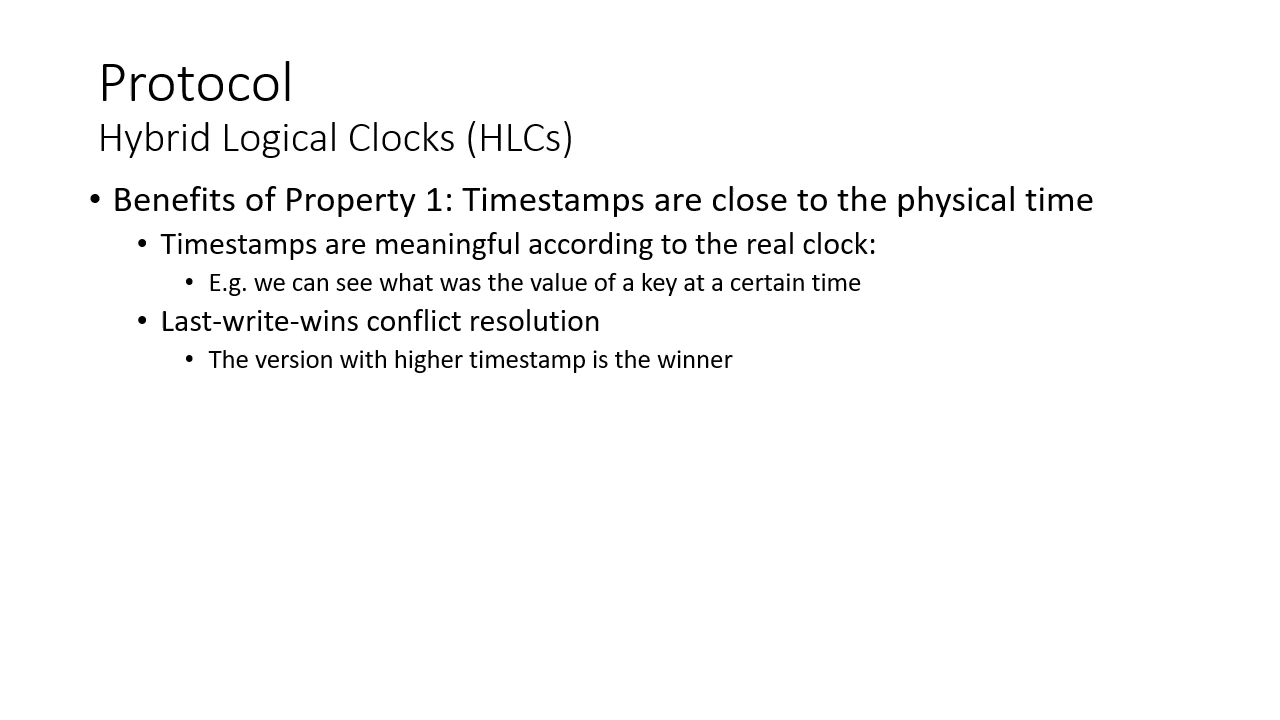 Protocol
Hybrid Logical Clocks (HLCs)
• Benefits of Property 1: Timestamps are close to the physical time
• Timestamps are meaningful according to the real clock:
• E.g. we can see what was the value of a key at a certain time
• Last-write-wins conflict resolution
• The version with higher timestamp is the winner